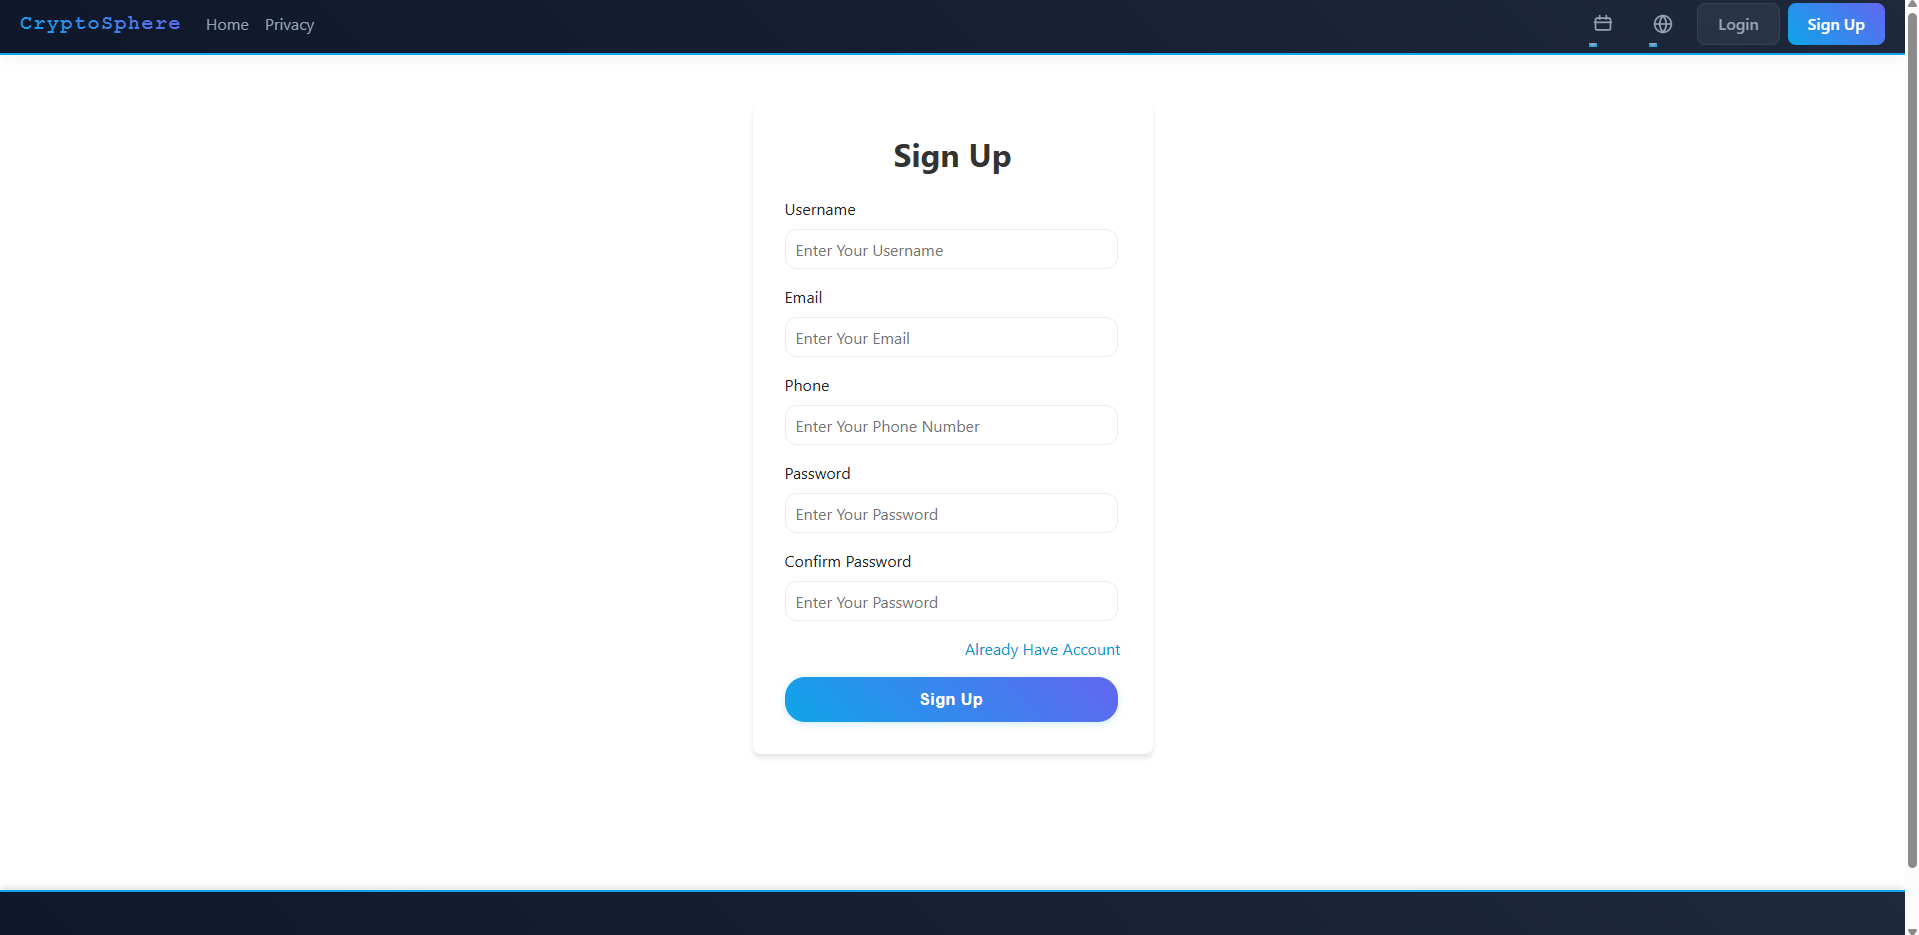 CryptoSphere Home Privacy Login Sign Up
Sign Up
Username
Enter Your Username
Email
Enter Your Email
Phone
Enter Your Phone Number
Password
Enter Your Password
Confirm Password
Enter Your Password
Already Have Account
Sign Up